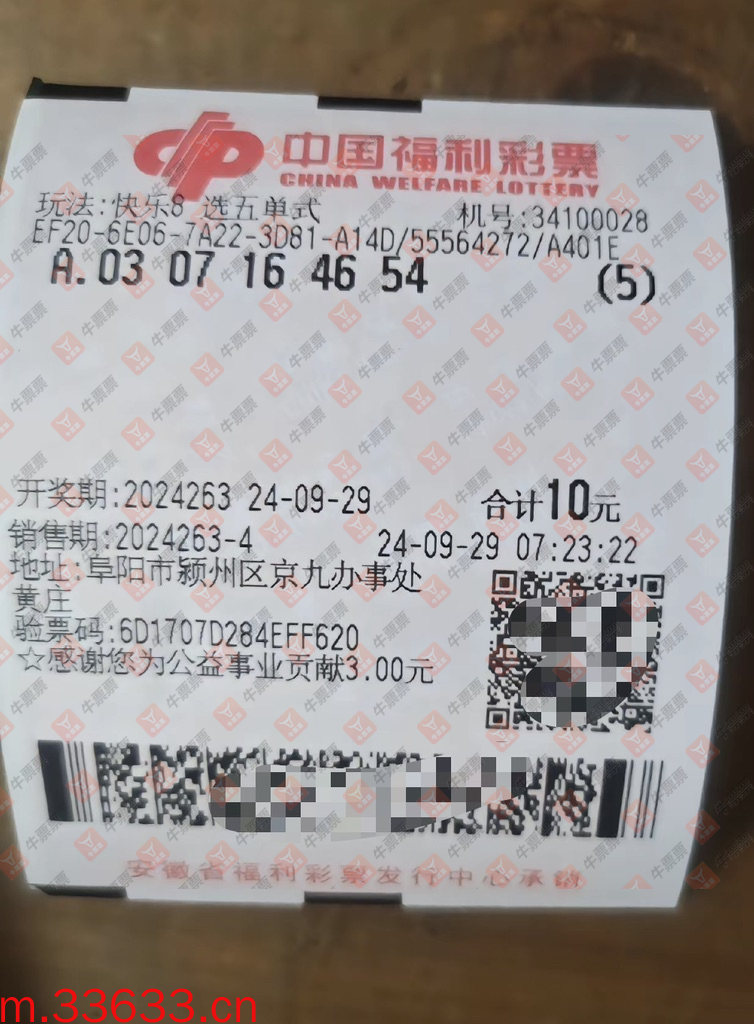 中国福利彩票
CHINA WELFARE LOTTERY
玩法:快乐8 选五单式 机号:34100028
EF20-6E06-7A22-3D81-A14D/55564272/A401E
A.03 07 16 46 54 (5)
开奖期:2024263 24-09-29 合计10元
销售期:2024263-4 24-09-29 07:23:22
地址:阜阳市颍州区京九办事处
黄庄
验票码:6D1707D284EFF620
☆感谢您为公益事业贡献3.00元
安徽省福利彩票发行中心承销
牛票票
m.33633.cn